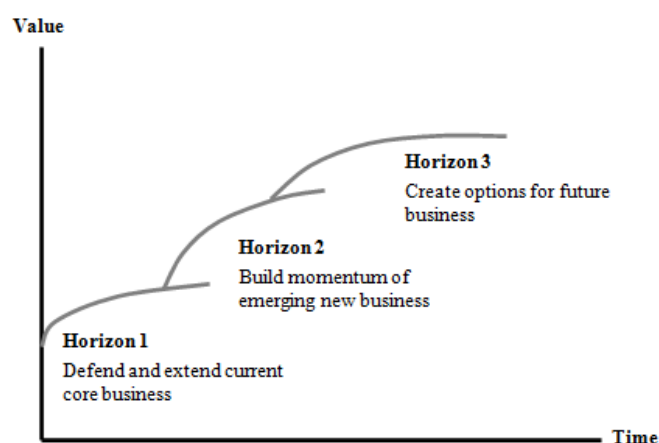 Value
Horizon 3
Create options for future
business
Horizon 2
Build momentum of
emerging new business
Horizon 1
Defend and extend current
core business
Time